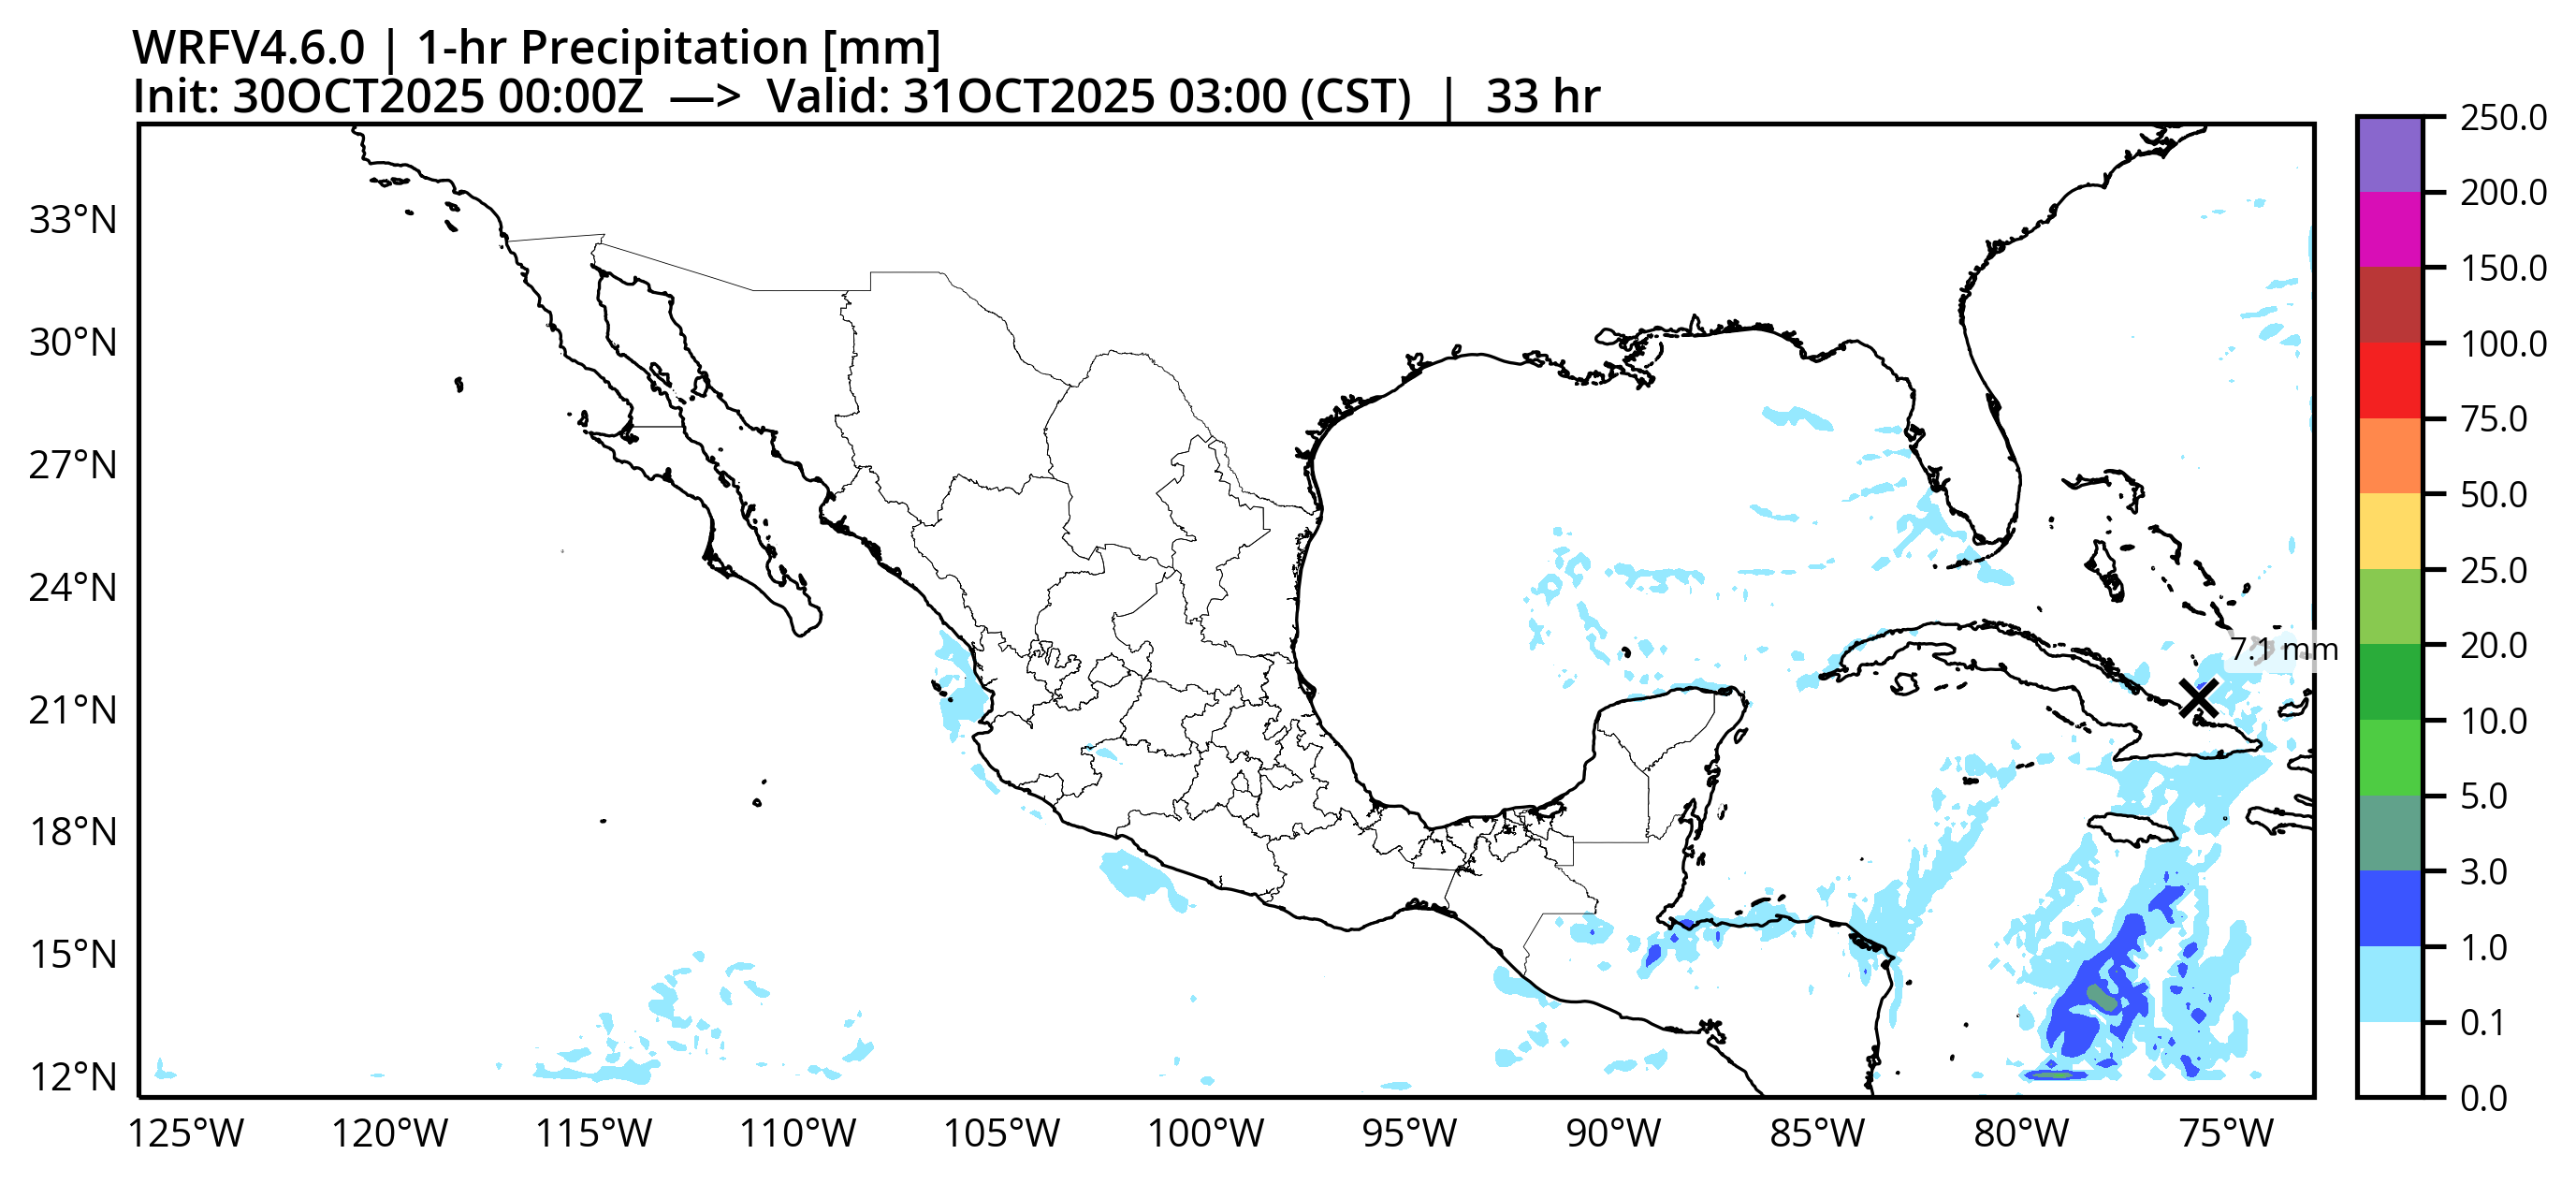 WRFV4.6.0 | 1-hr Precipitation [mm]
Init: 30OCT2025 00:00Z —> Valid: 31OCT2025 03:00 (CST) | 33 hr
33°N
30°N
27°N
24°N
21°N
18°N
15°N
12°N
125°W 120°W 115°W 110°W 105°W 100°W 95°W 90°W 85°W 80°W 75°W
7.1 mm
250.0
200.0
150.0
100.0
75.0
50.0
25.0
20.0
10.0
5.0
3.0
1.0
0.1
0.0